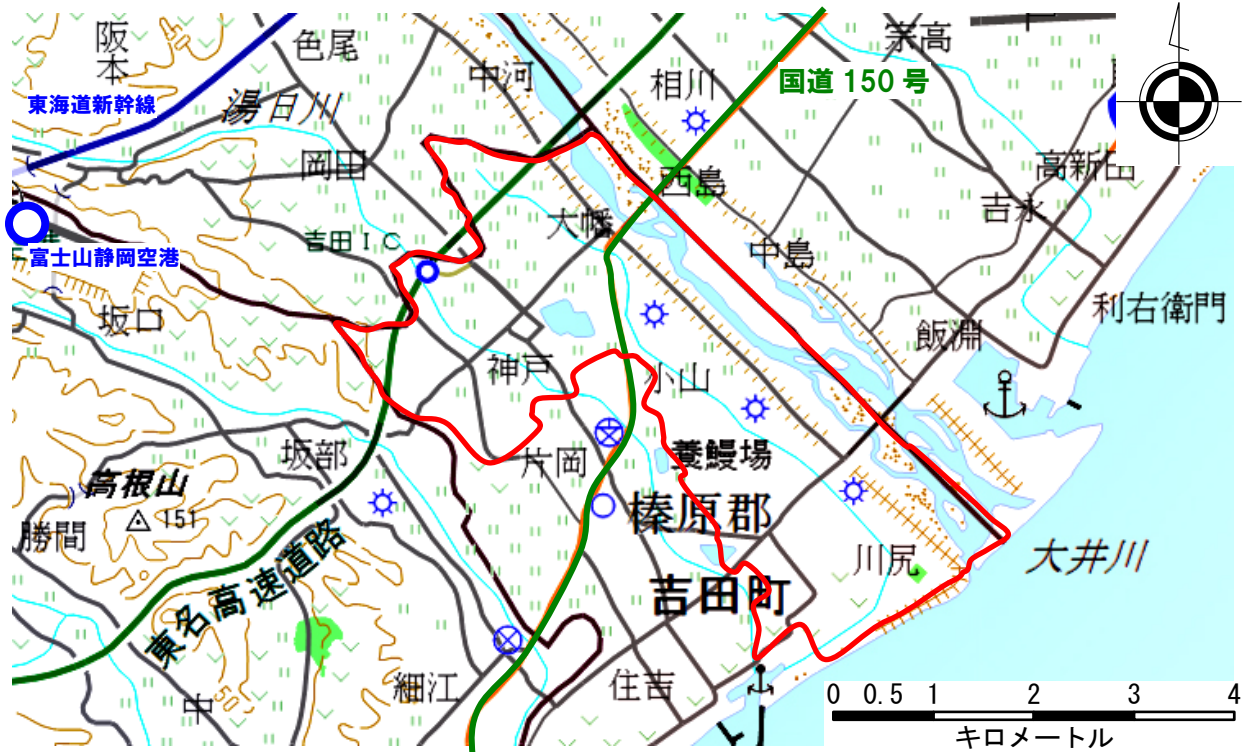 阪
本
色尾
中河
相川
宗高
国道 150 号
東海道新幹線
湯日川
岡田
西島
高新田
吉永
大幡
吉田IC
富士山静岡空港
中島
利右衛門
坂口
飯淵
神戸
小山
坂部
片岡
養鰻場
高根山
151
榛原郡
勝間
東名高速道路
川尻
大井川
吉田町
細江
住吉
中
50
0 0.5 1 2 3 4
キロメートル